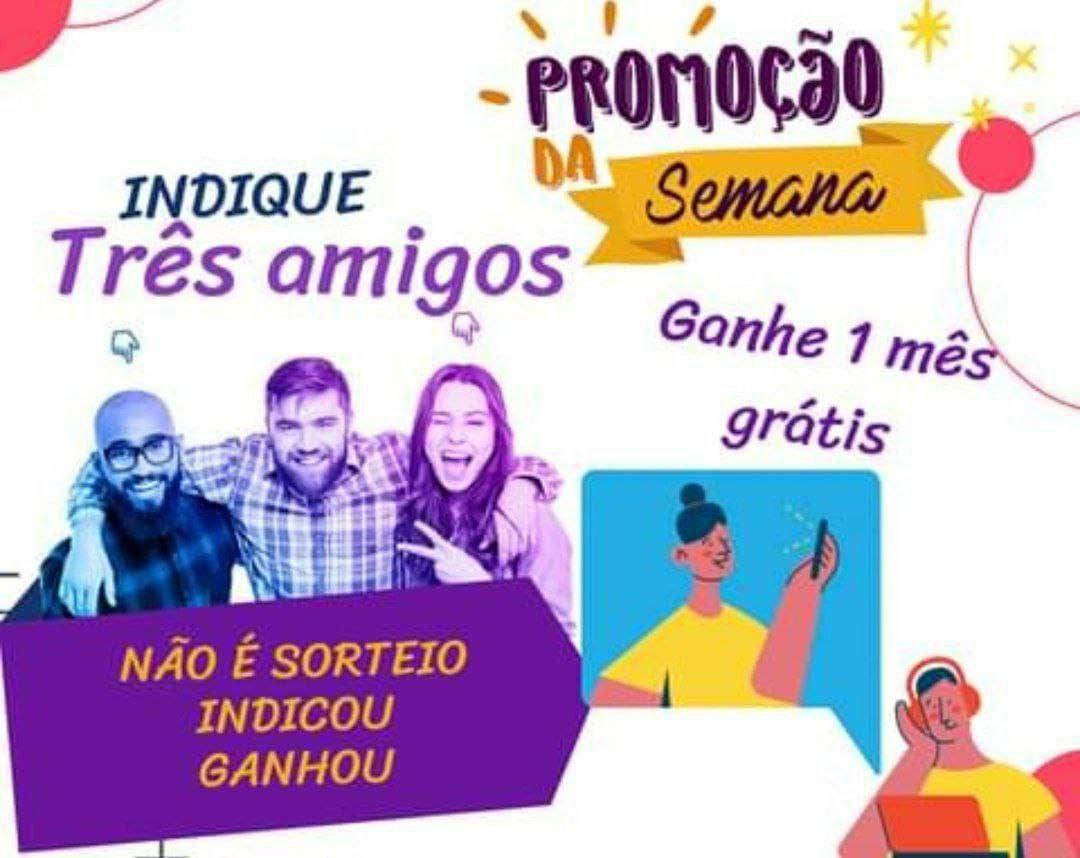 PROMOÇÃO
DA
Semana
INDIQUE
Três amigos
Ganhe 1 mês
grátis
NÃO É SORTEIO
INDICOU
GANHOU